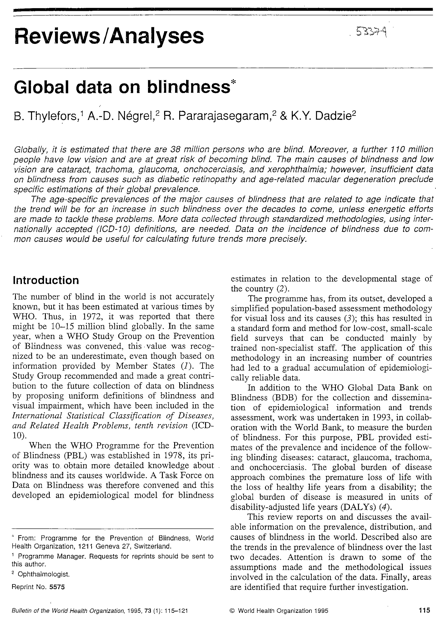 Reviews/Analyses
53379
Global data on blindness*
B. Thylefors,¹ A.-D. Négrel,² R. Pararajasegaram,² & K.Y. Dadzie²
Globally, it is estimated that there are 38 million persons who are blind. Moreover, a further 110 million
people have low vision and are at great risk of becoming blind. The main causes of blindness and low
vision are cataract, trachoma, glaucoma, onchocerciasis, and xerophthalmia; however, insufficient data
on blindness from causes such as diabetic retinopathy and age-related macular degeneration preclude
specific estimations of their global prevalence.
The age-specific prevalences of the major causes of blindness that are related to age indicate that
the trend will be for an increase in such blindness over the decades to come, unless energetic efforts
are made to tackle these problems. More data collected through standardized methodologies, using inter-
nationally accepted (ICD-10) definitions, are needed. Data on the incidence of blindness due to com-
mon causes would be useful for calculating future trends more precisely.
Introduction
The number of blind in the world is not accurately
known, but it has been estimated at various times by
WHO. Thus, in 1972, it was reported that there
might be 10–15 million blind globally. In the same
year, when a WHO Study Group on the Prevention
of Blindness was convened, this value was recog-
nized to be an underestimate, even though based on
information provided by Member States (1). The
Study Group recommended and made a great contri-
bution to the future collection of data on blindness
by proposing uniform definitions of blindness and
visual impairment, which have been included in the
International Statistical Classification of Diseases,
and Related Health Problems, tenth revision (ICD-
10).
When the WHO Programme for the Prevention
of Blindness (PBL) was established in 1978, its pri-
ority was to obtain more detailed knowledge about
blindness and its causes worldwide. A Task Force on
Data on Blindness was therefore convened and this
developed an epidemiological model for blindness
* From: Programme for the Prevention of Blindness, World
Health Organization, 1211 Geneva 27, Switzerland.
¹ Programme Manager. Requests for reprints should be sent to
this author.
² Ophthalmologist.
Reprint No. 5575
estimates in relation to the developmental stage of
the country (2).
The programme has, from its outset, developed a
simplified population-based assessment methodology
for visual loss and its causes (3); this has resulted in
a standard form and method for low-cost, small-scale
field surveys that can be conducted mainly by
trained non-specialist staff. The application of this
methodology in an increasing number of countries
had led to a gradual accumulation of epidemiologi-
cally reliable data.
In addition to the WHO Global Data Bank on
Blindness (BDB) for the collection and dissemina-
tion of epidemiological information and trends
assessment, work was undertaken in 1993, in collab-
oration with the World Bank, to measure the burden
of blindness. For this purpose, PBL provided esti-
mates of the prevalence and incidence of the follow-
ing blinding diseases: cataract, glaucoma, trachoma,
and onchocerciasis. The global burden of disease
approach combines the premature loss of life with
the loss of healthy life years from a disability; the
global burden of disease is measured in units of
disability-adjusted life years (DALYs) (4).
This review reports on and discusses the avail-
able information on the prevalence, distribution, and
causes of blindness in the world. Described also are
the trends in the prevalence of blindness over the last
two decades. Attention is drawn to some of the
assumptions made and the methodological issues
involved in the calculation of the data. Finally, areas
are identified that require further investigation.
Bulletin of the World Health Organization, 1995, 73 (1): 115–121
© World Health Organization 1995
115